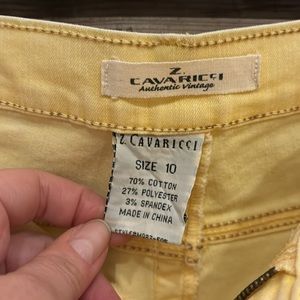 Z.
CAVARICCI
Authentic Vintage
Z. CAVARICCI
SIZE 10
70% COTTON
27% POLYESTER
3% SPANDEX
MADE IN CHINA